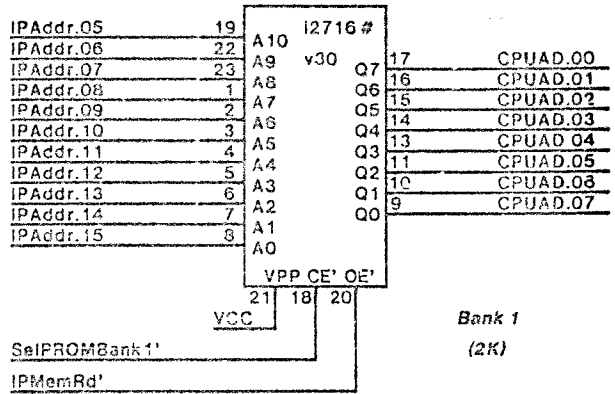 i2716 #
v30
IPAddr.05 19 A10
IPAddr.06 22 A9
IPAddr.07 23 A8
IPAddr.08 1 A7
IPAddr.09 2 A6
IPAddr.10 3 A5
IPAddr.11 4 A4
IPAddr.12 5 A3
IPAddr.13 6 A2
IPAddr.14 7 A1
IPAddr.15 8 A0
Q7 17 CPUAD.00
Q6 16 CPUAD.01
Q5 15 CPUAD.02
Q4 14 CPUAD.03
Q3 13 CPUAD.04
Q2 11 CPUAD.05
Q1 10 CPUAD.06
Q0 9 CPUAD.07
VPP CE' OE'
21 18 20
VCC
SelPROMBank1'
IPMemRd'
Bank 1
(2K)